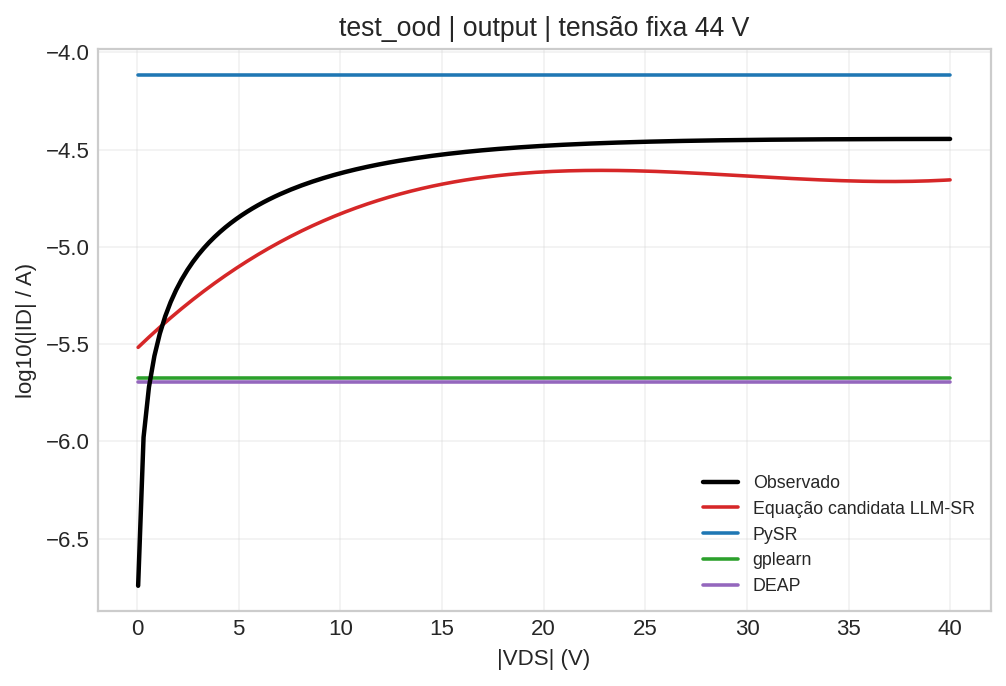 test_ood | output | tensão fixa 44 V
−4.0
−4.5
−5.0
−5.5
−6.0
−6.5
log10(|ID| / A)
Observado
Equação candidata LLM-SR
PySR
gplearn
DEAP
0 5 10 15 20 25 30 35 40
|VDS| (V)